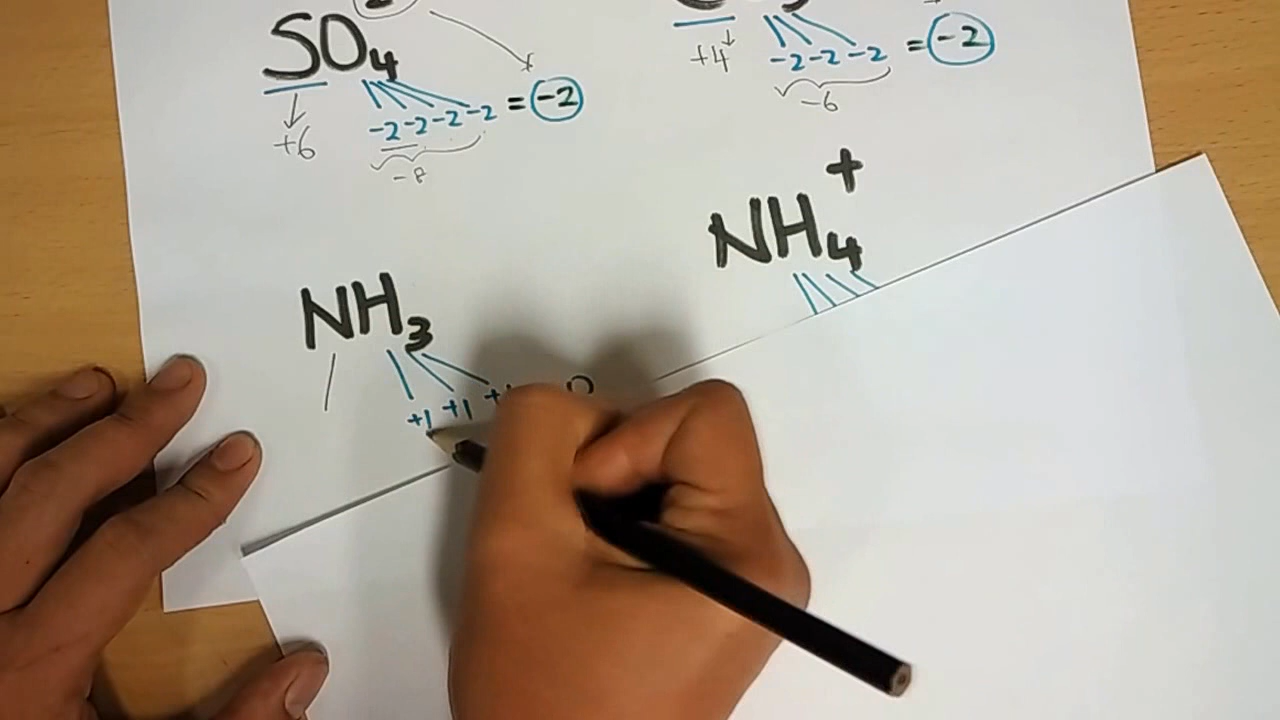 SO4
+6
-2 -2 -2 -2 = -2
-8
+4
-2 -2 -2 = -2
-6
NH4+
NH3
+1 +1